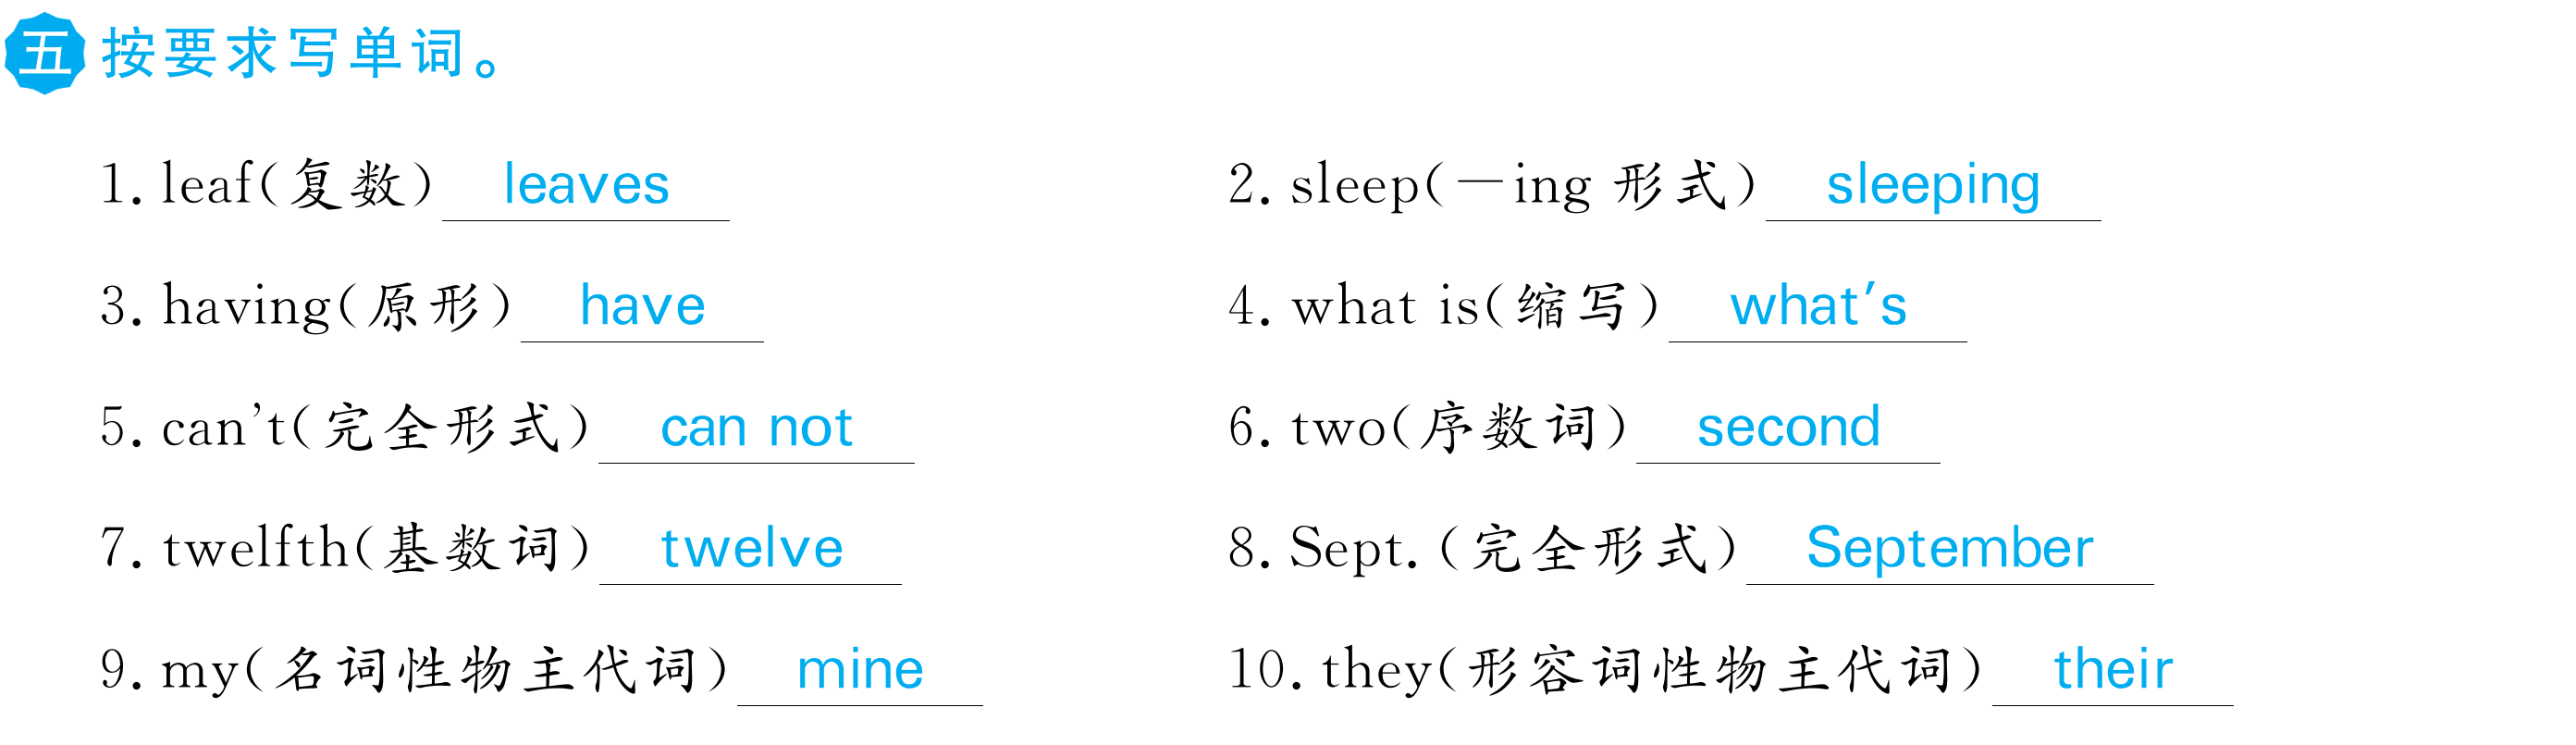 五 按要求写单词。
1. leaf(复数) leaves 2. sleep(-ing 形式) sleeping
3. having(原形) have 4. what is(缩写) what's
5. can't(完全形式) can not 6. two(序数词) second
7. twelfth(基数词) twelve 8. Sept. (完全形式) September
9. my(名词性物主代词) mine 10. they(形容词性物主代词) their